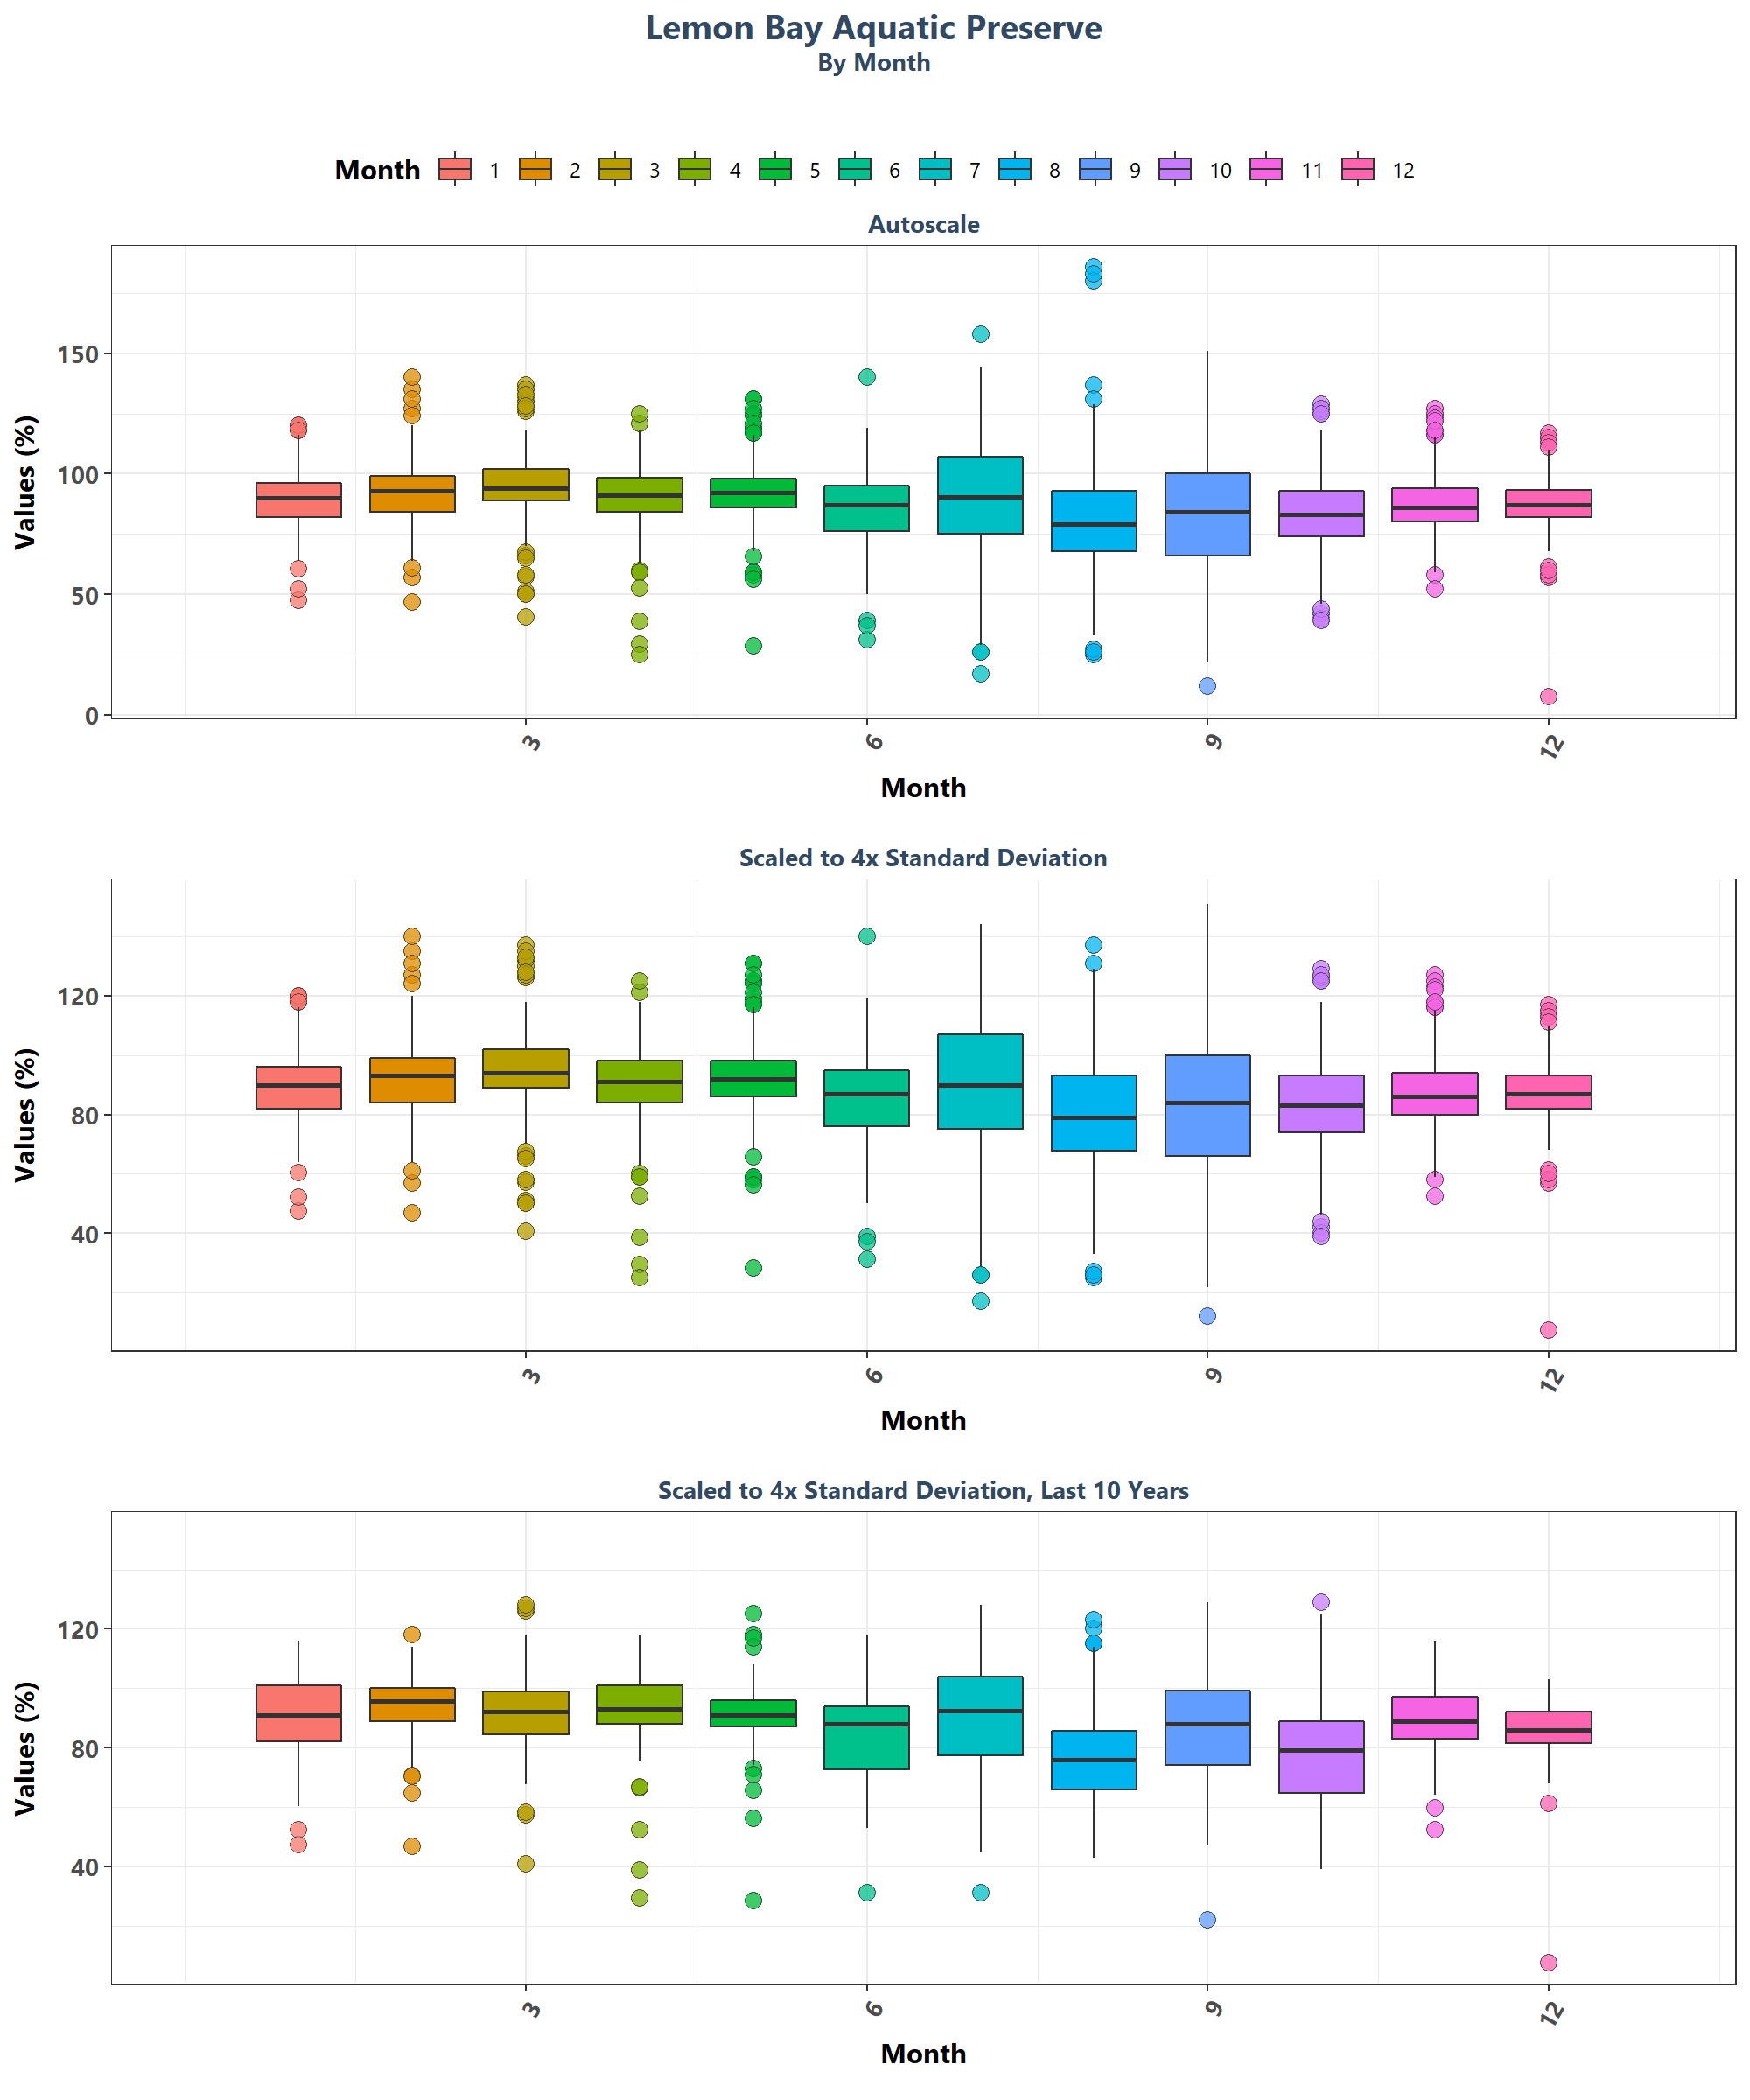 Lemon Bay Aquatic Preserve
By Month
Month 1 2 3 4 5 6 7 8 9 10 11 12
Autoscale
Values (%)
150
100
50
0
3 6 9 12
Month
Scaled to 4x Standard Deviation
Values (%)
120
80
40
3 6 9 12
Month
Scaled to 4x Standard Deviation, Last 10 Years
Values (%)
120
80
40
3 6 9 12
Month